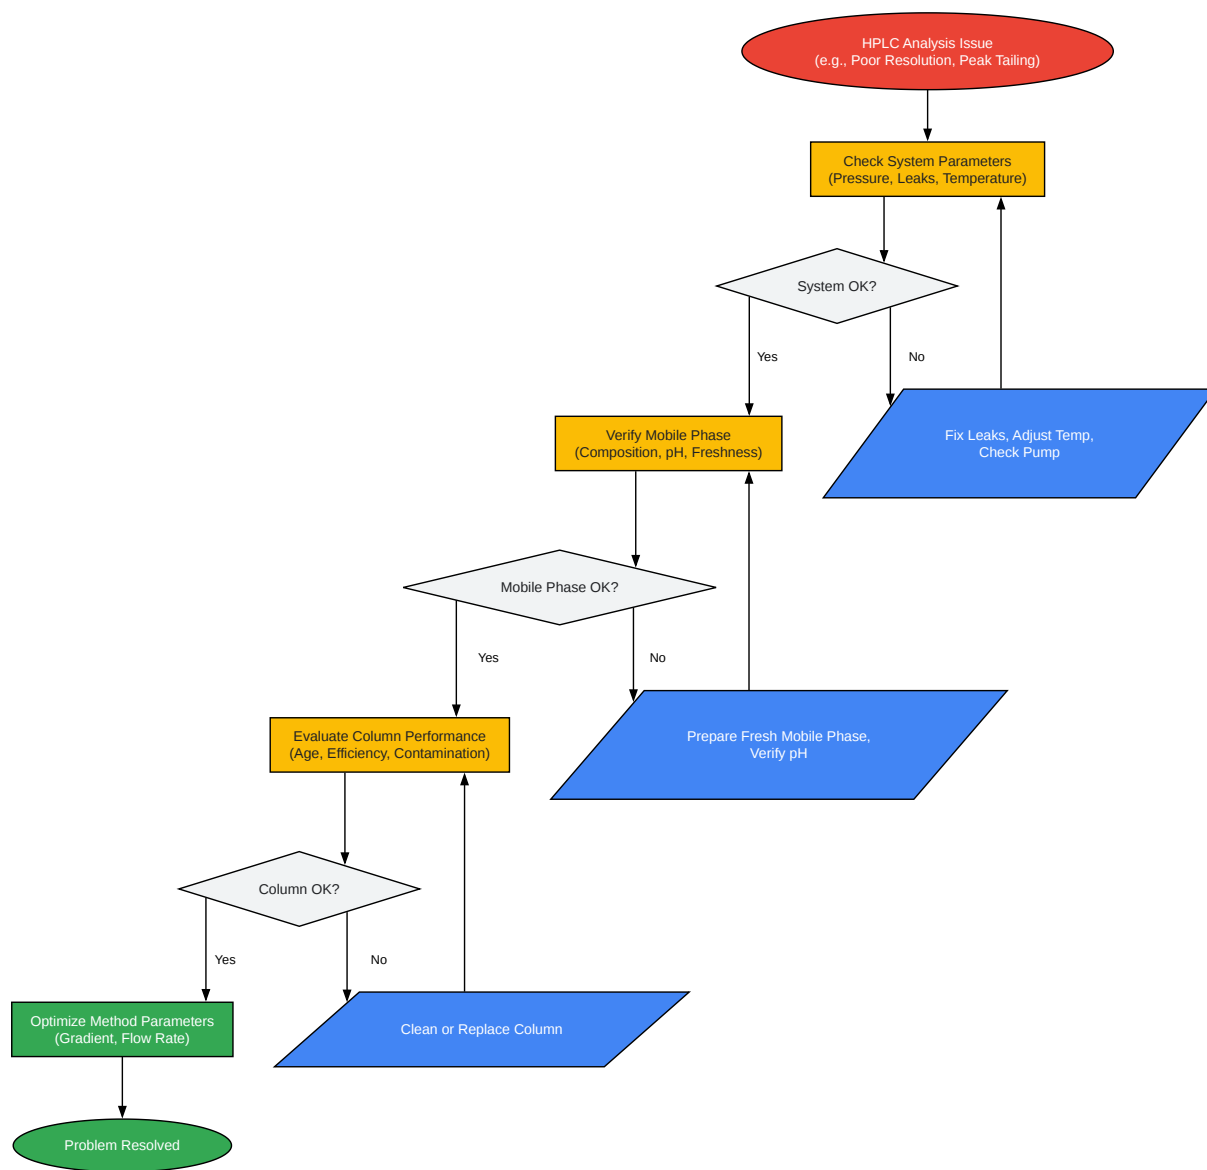 HPLC Analysis Issue
(e.g., Poor Resolution, Peak Tailing)
Check System Parameters
(Pressure, Leaks, Temperature)
System OK?
Yes
No
Verify Mobile Phase
(Composition, pH, Freshness)
Fix Leaks, Adjust Temp,
Check Pump
Mobile Phase OK?
Yes
No
Evaluate Column Performance
(Age, Efficiency, Contamination)
Prepare Fresh Mobile Phase,
Verify pH
Column OK?
Yes
No
Optimize Method Parameters
(Gradient, Flow Rate)
Clean or Replace Column
Problem Resolved